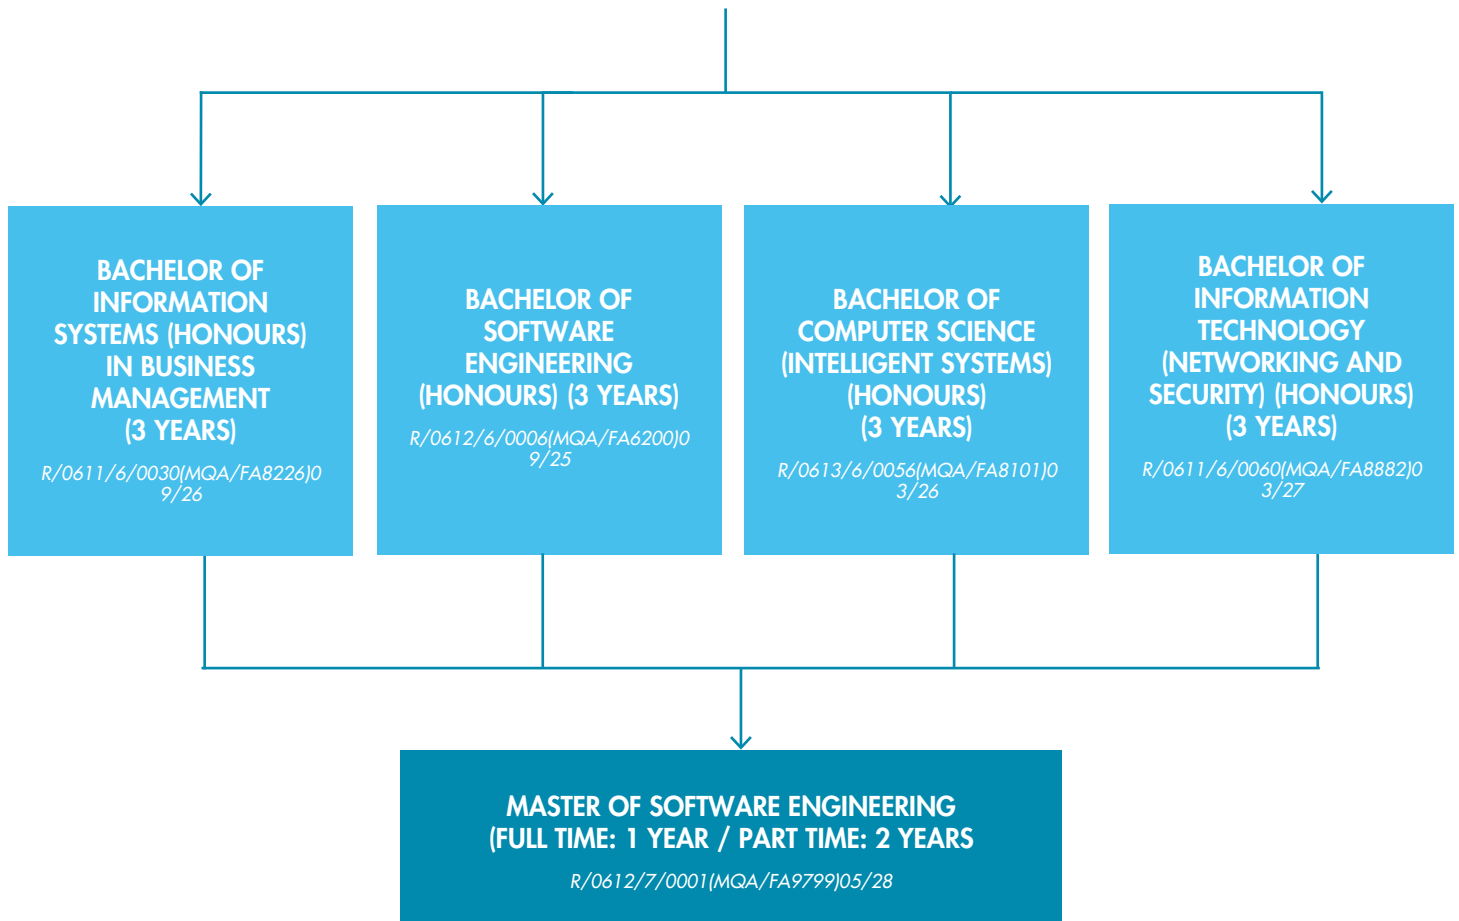 BACHELOR OF
INFORMATION
SYSTEMS (HONOURS)
IN BUSINESS
MANAGEMENT
(3 YEARS)
R/0611/6/0030(MQA/FA8226)0
9/26
BACHELOR OF
SOFTWARE
ENGINEERING
(HONOURS) (3 YEARS)
R/0612/6/0006(MQA/FA6200)0
9/25
BACHELOR OF
COMPUTER SCIENCE
(INTELLIGENT SYSTEMS)
(HONOURS)
(3 YEARS)
R/0613/6/0056(MQA/FA8101)0
3/26
BACHELOR OF
INFORMATION
TECHNOLOGY
(NETWORKING AND
SECURITY) (HONOURS)
(3 YEARS)
R/0611/6/0060(MQA/FA8882)0
3/27
MASTER OF SOFTWARE ENGINEERING
(FULL TIME: 1 YEAR / PART TIME: 2 YEARS
R/0612/7/0001(MQA/FA9799)05/28